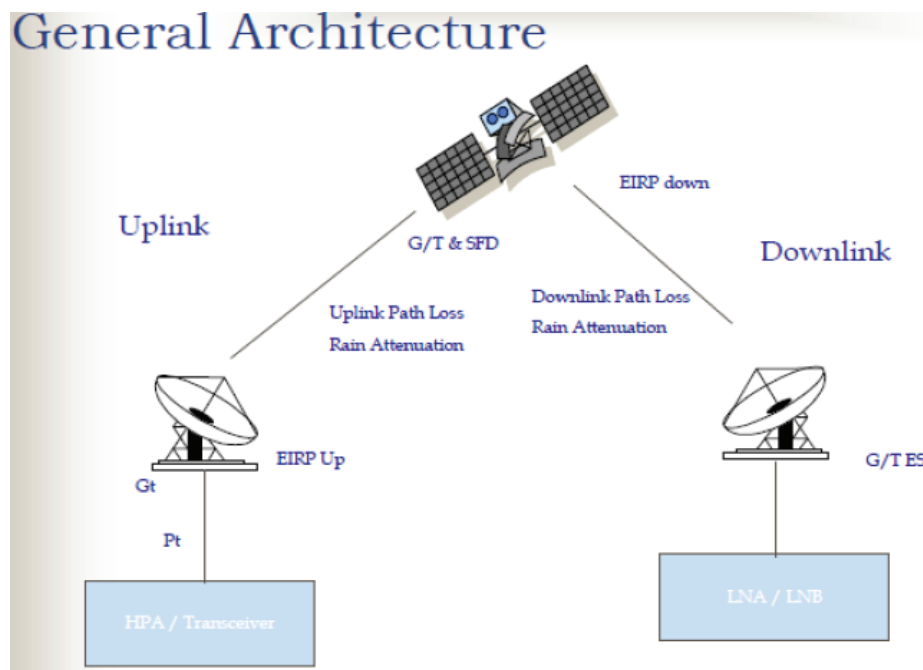 General Architecture
EIRP down
Uplink
G/T & SFD
Downlink
Uplink Path Loss
Rain Attenuation
Downlink Path Loss
Rain Attenuation
EIRP Up
G/T ES
Gt
Pt
HPA / Transceiver
LNA / LNB